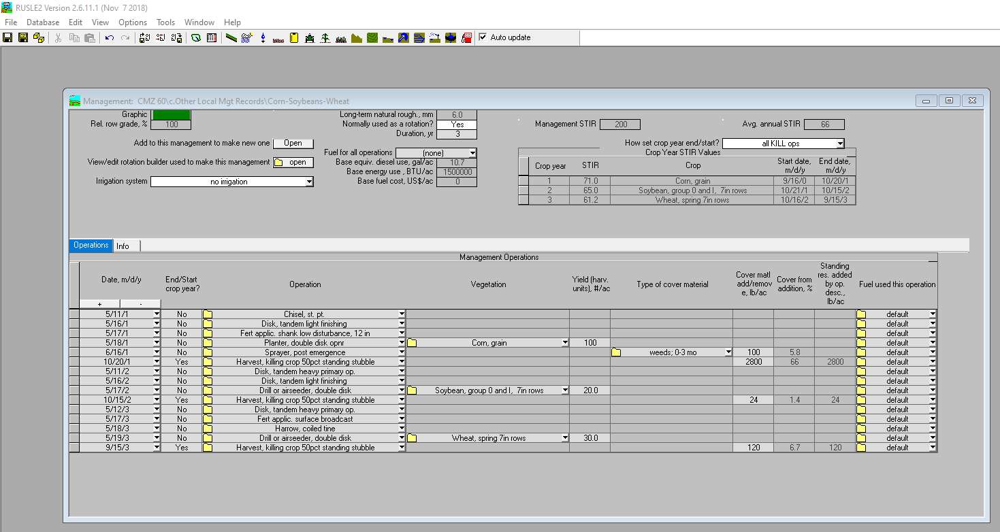 RUSLE2 Version 2.6.11.1 (Nov 7 2018)
File Database Edit View Options Tools Window Help
Auto update
Management: CMZ 60\c.Other Local Mgt Records\Corn-Soybeans-Wheat
Graphic
Rel. row grade, % 100
Add to this management to make new one Open
View/edit rotation builder used to make this management open
Irrigation system no irrigation
Long-term natural rough., mm 6.0
Normally used as a rotation? Yes
Duration, yr 3
Fuel for all operations (none)
Base equiv. diesel use, gal/ac 10.7
Base energy use , BTU/ac 1500000
Base fuel cost, US$/ac 0
Management STIR 200 Avg. annual STIR 66
How set crop year end/start? all KILL ops
Crop Year STIR Values
Crop year STIR Crop Start date, m/d/y End date, m/d/y
1 71.0 Corn, grain 9/16/0 10/20/1
2 65.0 Soybean, group 0 and I, 7in rows 10/21/1 10/15/2
3 61.2 Wheat, spring 7in rows 10/16/2 9/15/3
Operations Info
Management Operations
Date, m/d/y End/Start crop year? Operation Vegetation Yield (harv. units), #/ac Type of cover material Cover matl add/remove, lb/ac Cover from addition, % Standing res. added by op. desc., lb/ac Fuel used this operation
+ -
5/11/1 No Chisel, st. pt. default
5/16/1 No Disk, tandem light finishing default
5/17/1 No Fert applic. shank low disturbance, 12 in default
5/18/1 No Planter, double disk opnr Corn, grain 100 default
6/16/1 No Sprayer, post emergence weeds; 0-3 mo 100 5.8 default
10/20/1 Yes Harvest, killing crop 50pct standing stubble 2800 66 2800 default
5/11/2 No Disk, tandem heavy primary op. default
5/16/2 No Disk, tandem light finishing default
5/17/2 No Drill or airseeder, double disk Soybean, group 0 and I, 7in rows 20.0 default
10/15/2 Yes Harvest, killing crop 50pct standing stubble 24 1.4 24 default
5/12/3 No Disk, tandem heavy primary op. default
5/17/3 No Fert applic. surface broadcast default
5/18/3 No Harrow, coiled tine default
5/19/3 No Drill or airseeder, double disk Wheat, spring 7in rows 30.0 default
9/15/3 Yes Harvest, killing crop 50pct standing stubble 120 6.7 120 default